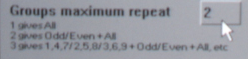 Groups maximum repeat 2
1 gives All
2 gives Odd/Even + All
3 gives 1,4,7/2,5,8/3,6,9 + Odd/Even + All, etc